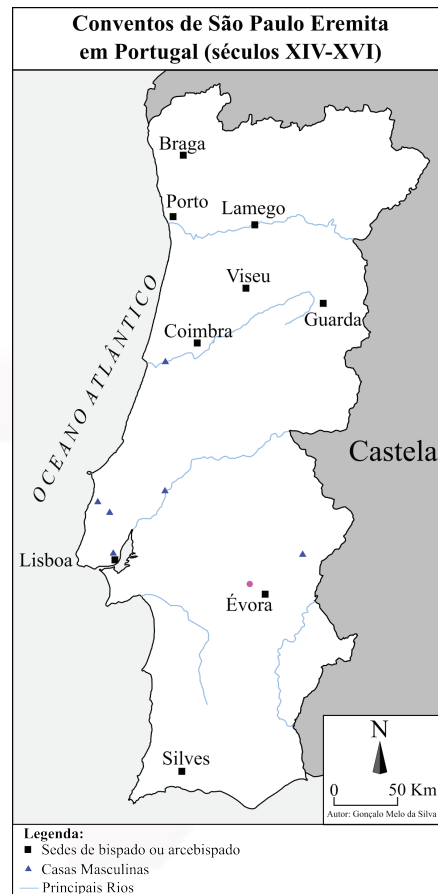 Conventos de São Paulo Eremita
em Portugal (séculos XIV-XVI)
Braga
Porto
Lamego
Viseu
Guarda
Coimbra
OCEANO ATLÂNTICO
Castela
Lisboa
Évora
Silves
N
0 50 Km
Autor: Gonçalo Melo da Silva
Legenda:
Sedes de bispado ou arcebispado
Casas Masculinas
Principais Rios